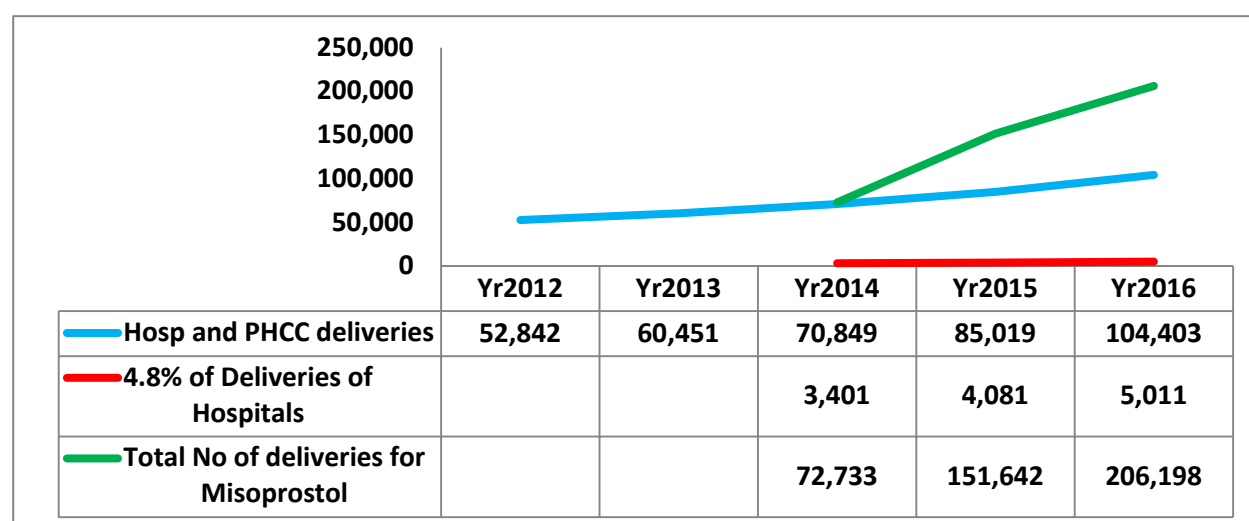 250,000
200,000
150,000
100,000
50,000
0
Yr2012 Yr2013 Yr2014 Yr2015 Yr2016
Hosp and PHCC deliveries 52,842 60,451 70,849 85,019 104,403
4.8% of Deliveries of
Hospitals
3,401 4,081 5,011
Total No of deliveries for
Misoprostol
72,733 151,642 206,198